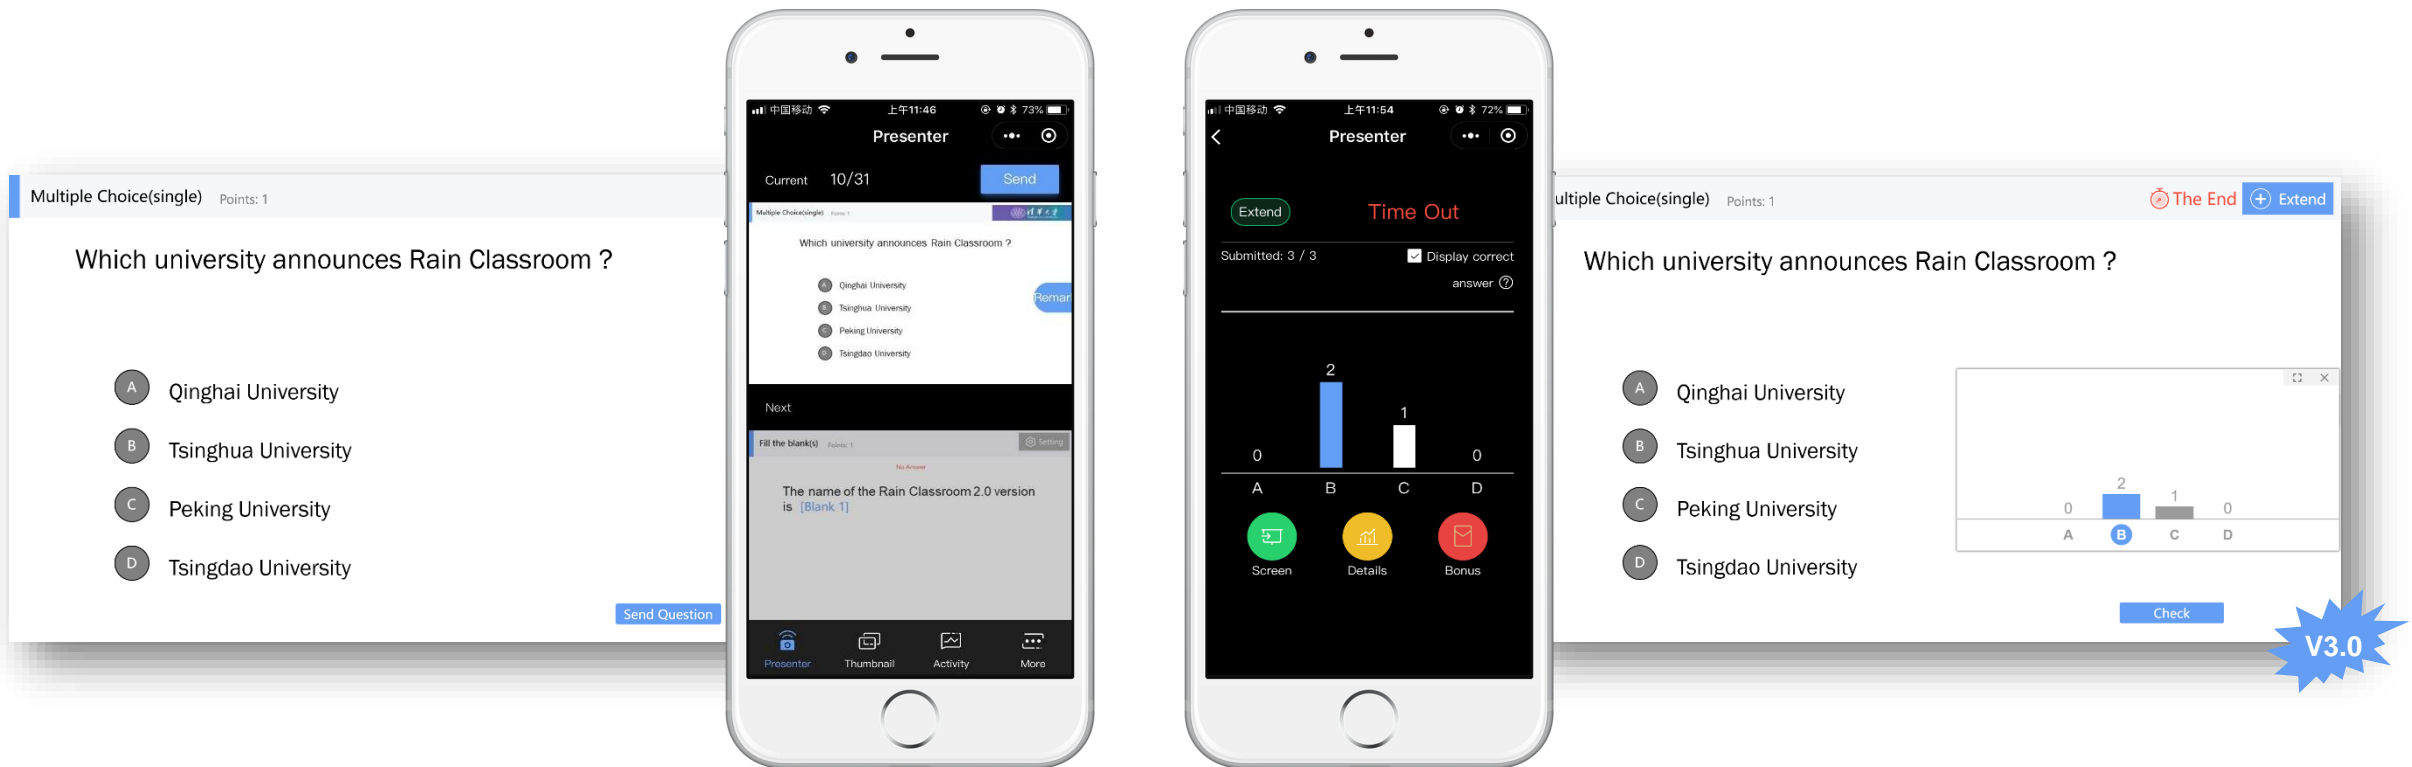 Multiple Choice(single) Points: 1
Which university announces Rain Classroom ?
A Qinghai University
B Tsinghua University
C Peking University
D Tsingdao University
Send Question
中国移动 上午11:46 73%
Presenter
Current 10/31 Send
Multiple Choice(single) Points: 1
Which university announces Rain Classroom ?
A Qinghai University
Remar
B Tsinghua University
C Peking University
D Tsingdao University
Next
Fill the blank(s) Points: 1 Setting
No Answer
The name of the Rain Classroom 2.0 version
is [Blank 1]
Presenter Thumbnail Activity More
中国移动 上午11:54 72%
Presenter
Extend Time Out
Submitted: 3 / 3 Display correct
answer ?
0 2 1 0
A B C D
Screen Details Bonus
ultiple Choice(single) Points: 1 The End Extend
Which university announces Rain Classroom ?
A Qinghai University
B Tsinghua University
C Peking University
D Tsingdao University
0 2 1 0
A B C D
Check
V3.0